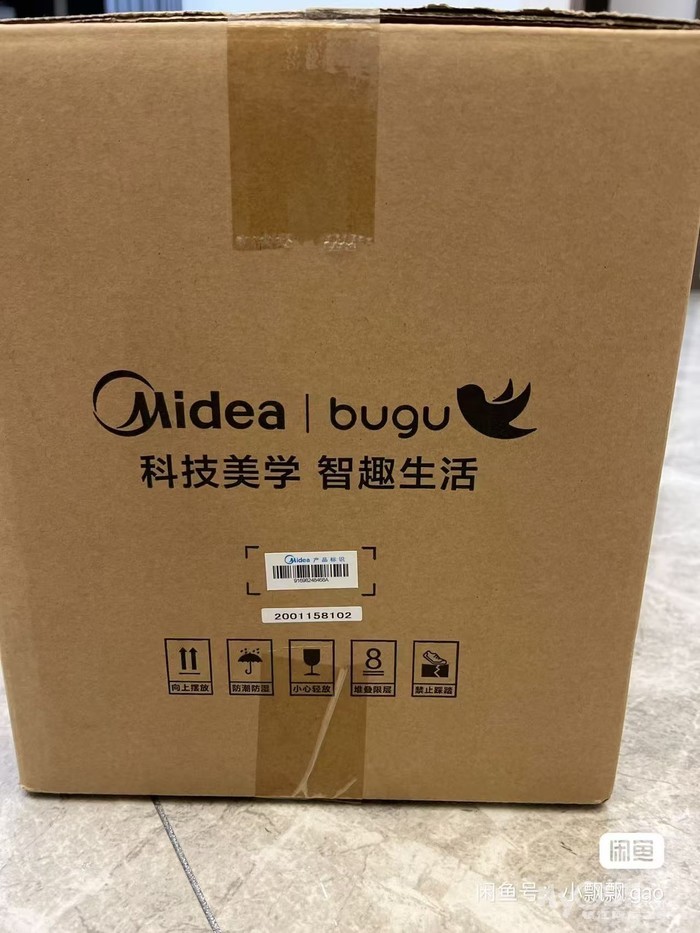 Midea | bugu
科技美学 智趣生活
Midea 产品标识
2001158102
向上摆放 防潮防湿 小心轻放 8 堆叠限层 禁止踩踏
闲鱼
闲鱼号：小飘飘gao